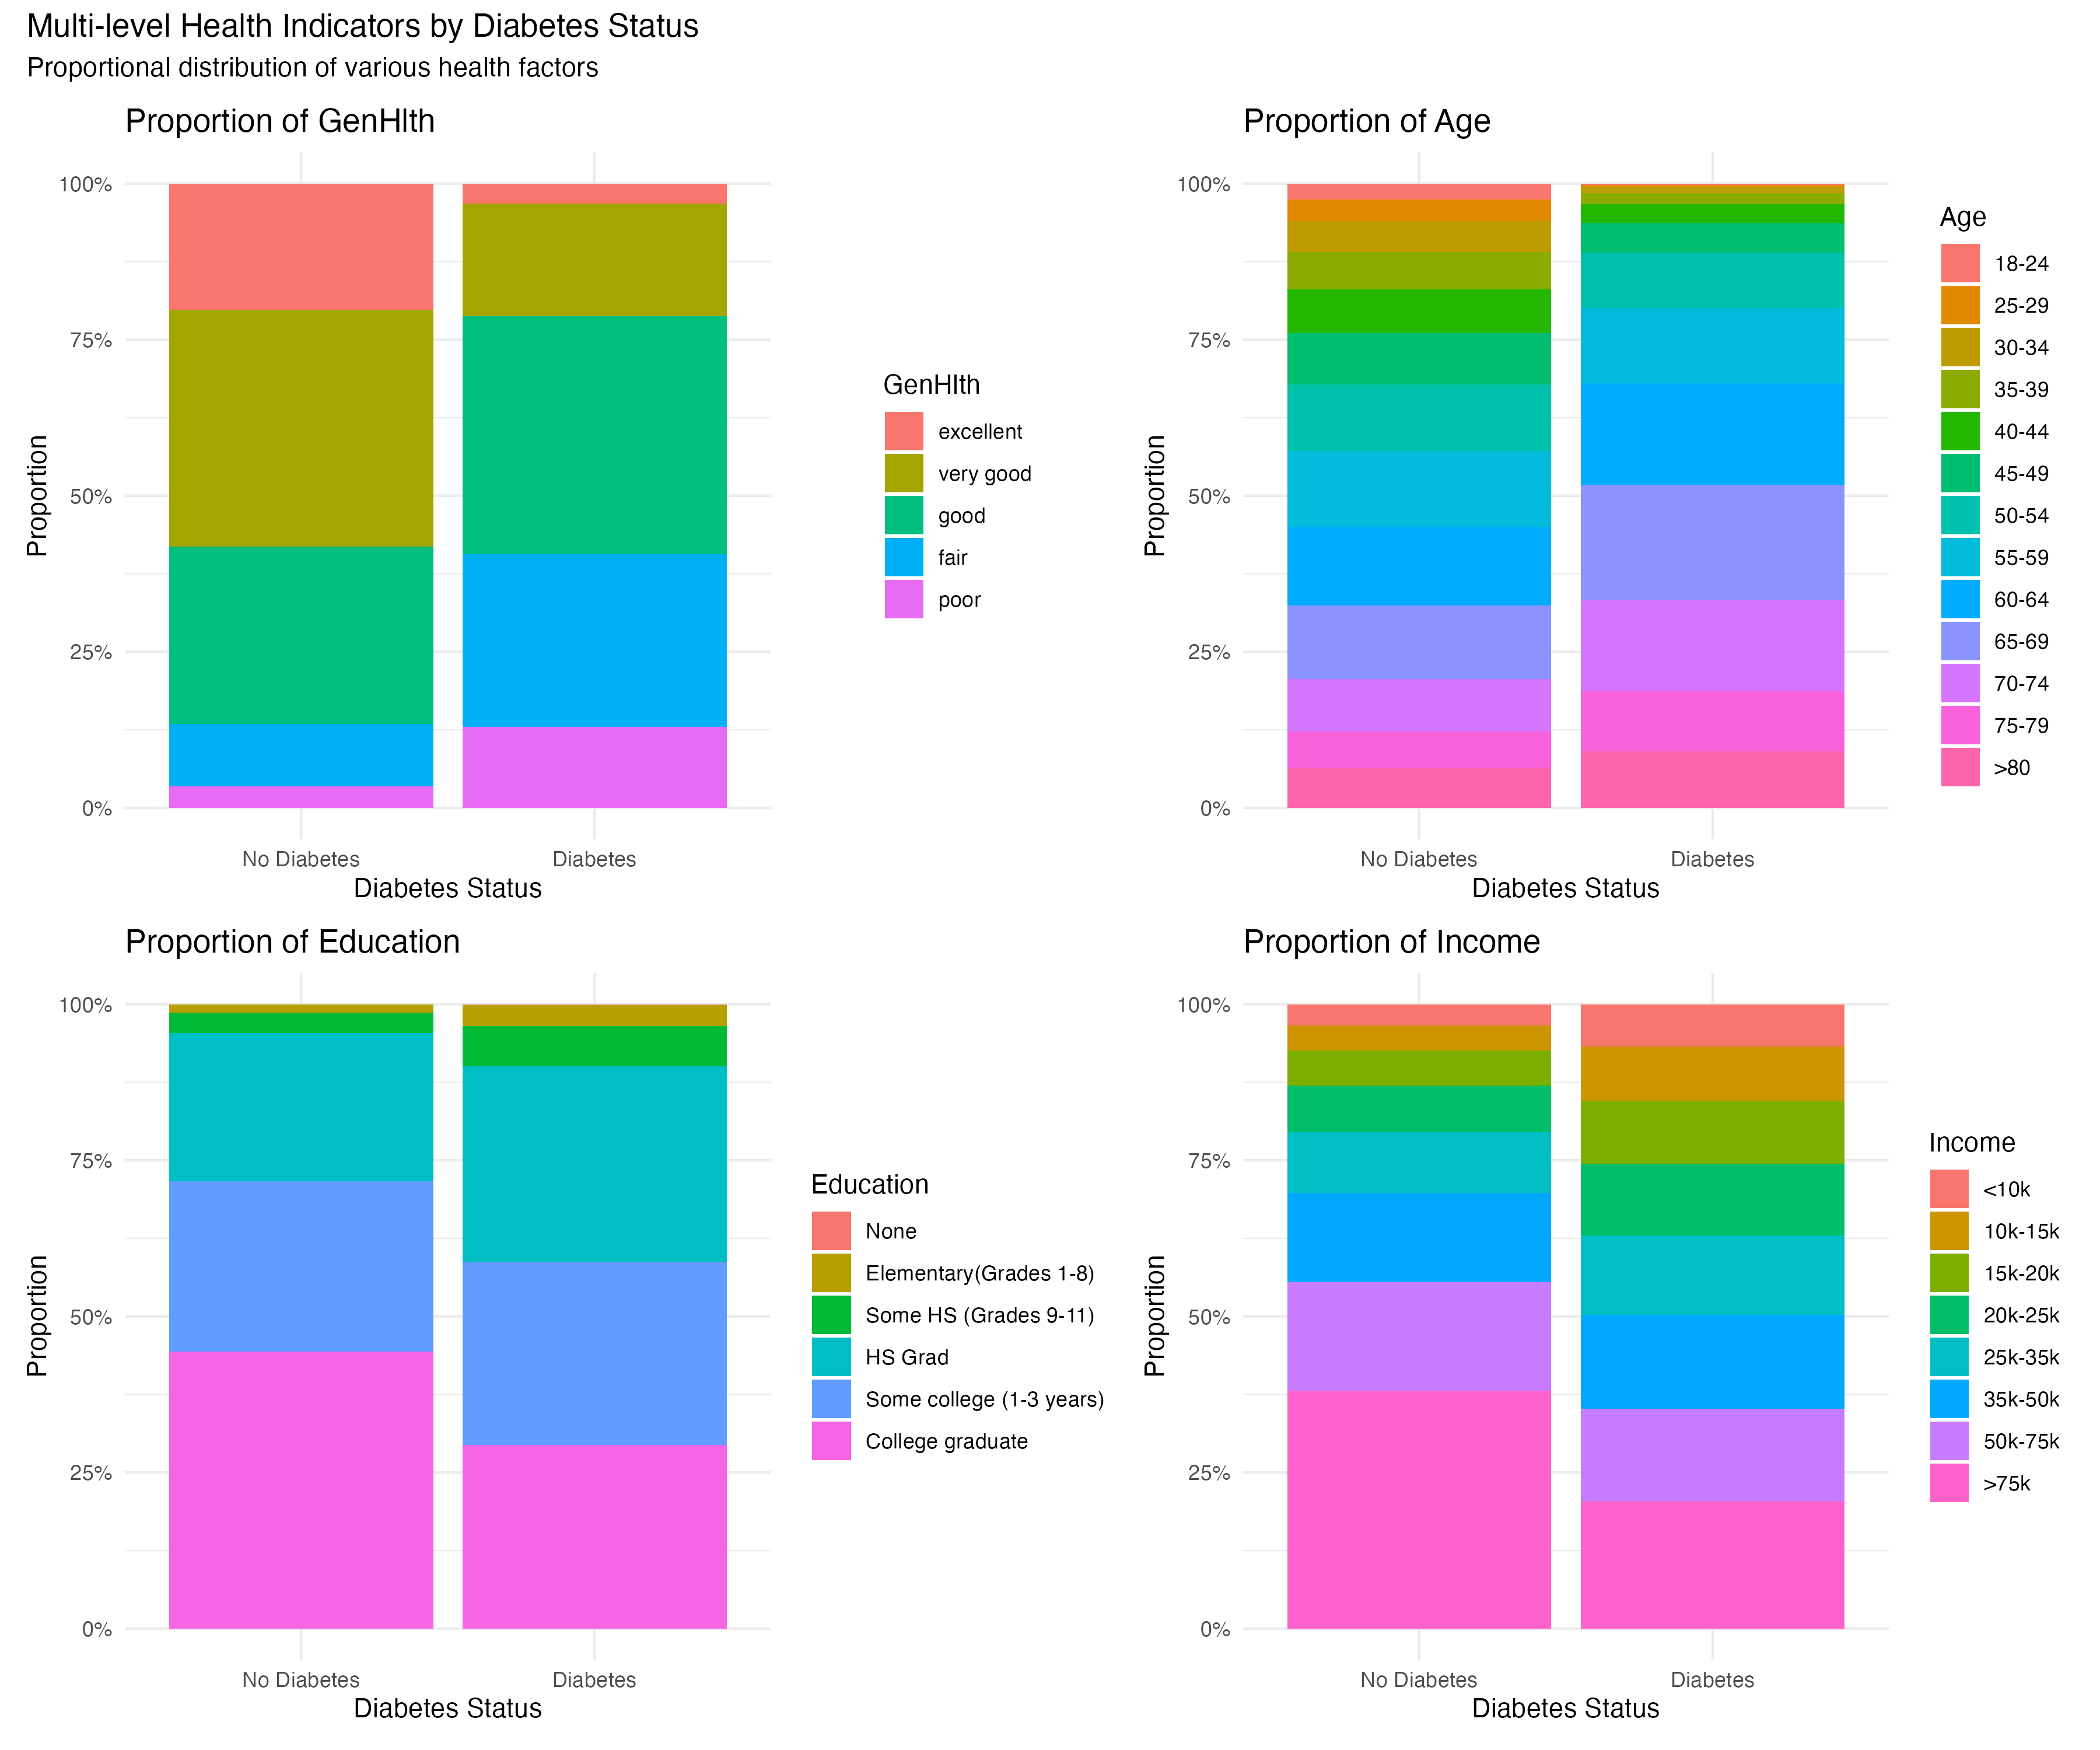 Multi-level Health Indicators by Diabetes Status
Proportional distribution of various health factors
Proportion of GenHlth
100%
75%
50%
25%
0%
Proportion
No Diabetes
Diabetes
Diabetes Status
GenHlth
excellent
very good
good
fair
poor
Proportion of Age
100%
75%
50%
25%
0%
Proportion
No Diabetes
Diabetes
Diabetes Status
Age
18-24
25-29
30-34
35-39
40-44
45-49
50-54
55-59
60-64
65-69
70-74
75-79
>80
Proportion of Education
100%
75%
50%
25%
0%
Proportion
No Diabetes
Diabetes
Diabetes Status
Education
None
Elementary(Grades 1-8)
Some HS (Grades 9-11)
HS Grad
Some college (1-3 years)
College graduate
Proportion of Income
100%
75%
50%
25%
0%
Proportion
No Diabetes
Diabetes
Diabetes Status
Income
<10k
10k-15k
15k-20k
20k-25k
25k-35k
35k-50k
50k-75k
>75k